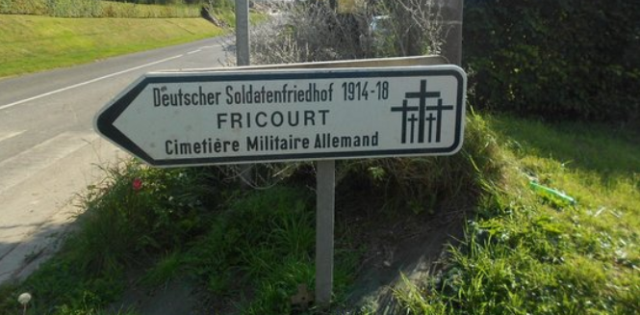 Deutscher Soldatenfriedhof 1914-18
FRICOURT
Cimetière Militaire Allemand